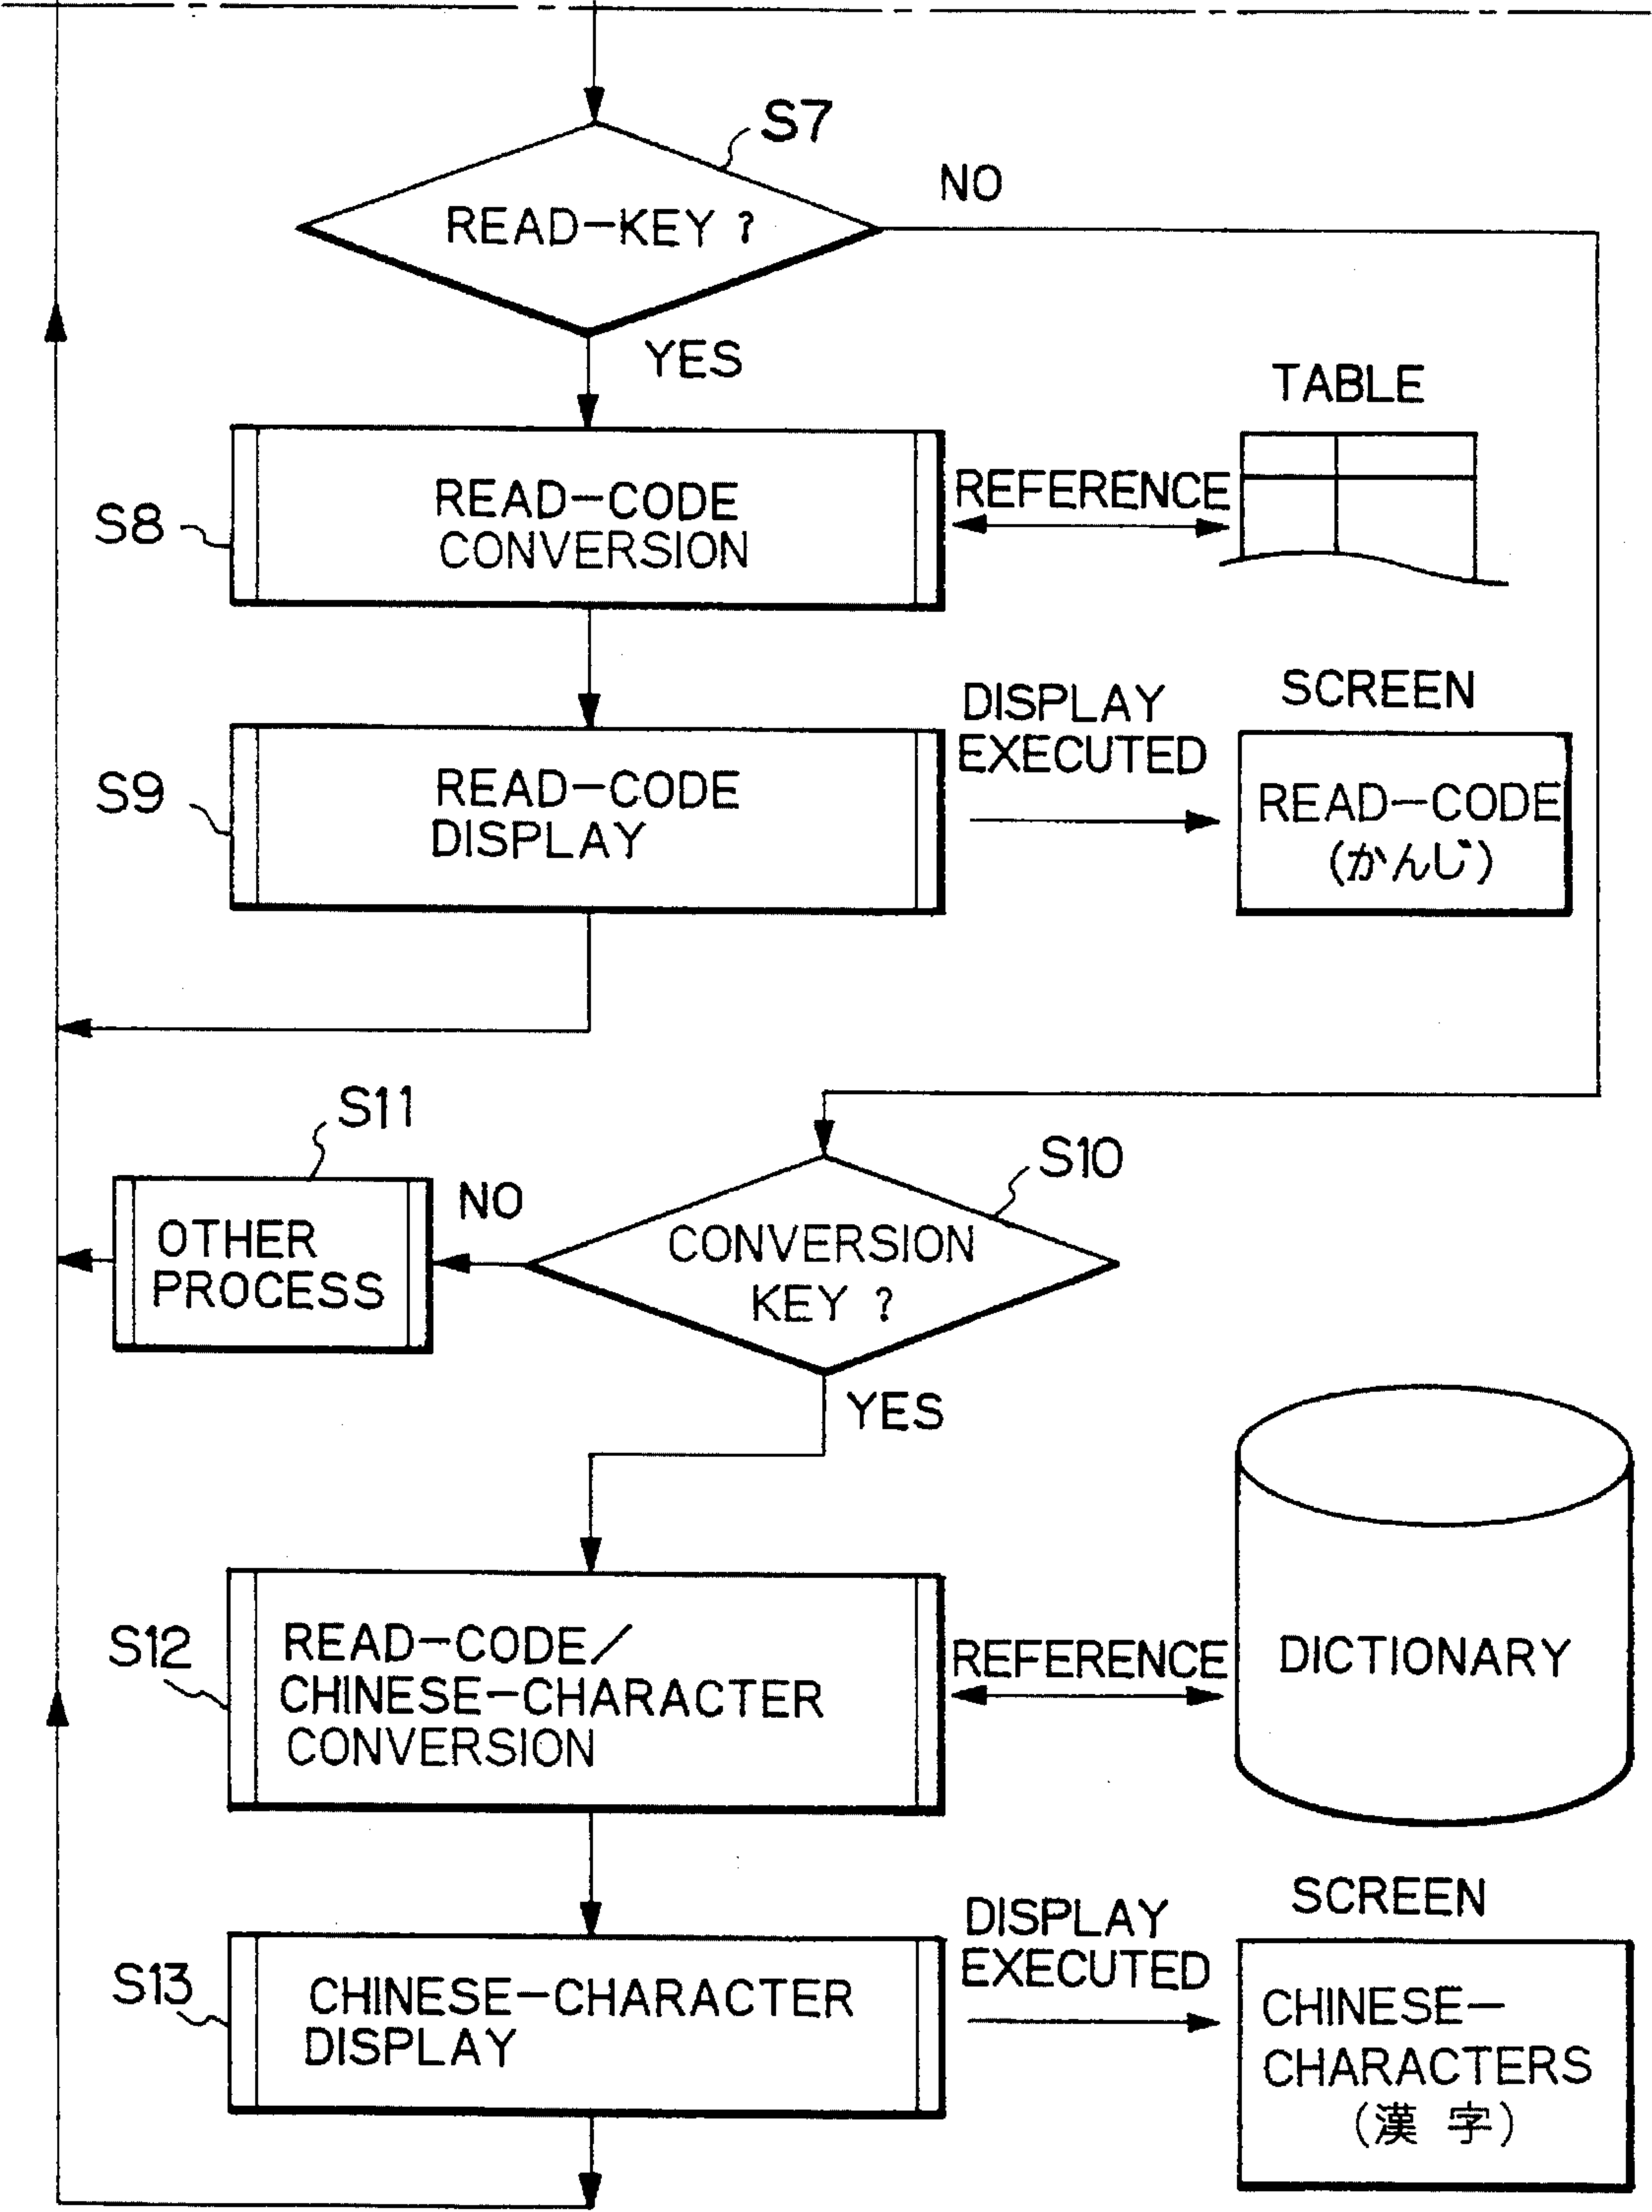 S7
NO
READ-KEY ?
YES
TABLE
S8
READ-CODE
CONVERSION
REFERENCE
S9
READ-CODE
DISPLAY
DISPLAY
EXECUTED
SCREEN
READ-CODE
(かんじ)
S11
OTHER
PROCESS
NO
S10
CONVERSION
KEY ?
YES
S12
READ-CODE/
CHINESE-CHARACTER
CONVERSION
REFERENCE
DICTIONARY
S13
CHINESE-CHARACTER
DISPLAY
DISPLAY
EXECUTED
SCREEN
CHINESE-
CHARACTERS
(漢 字)